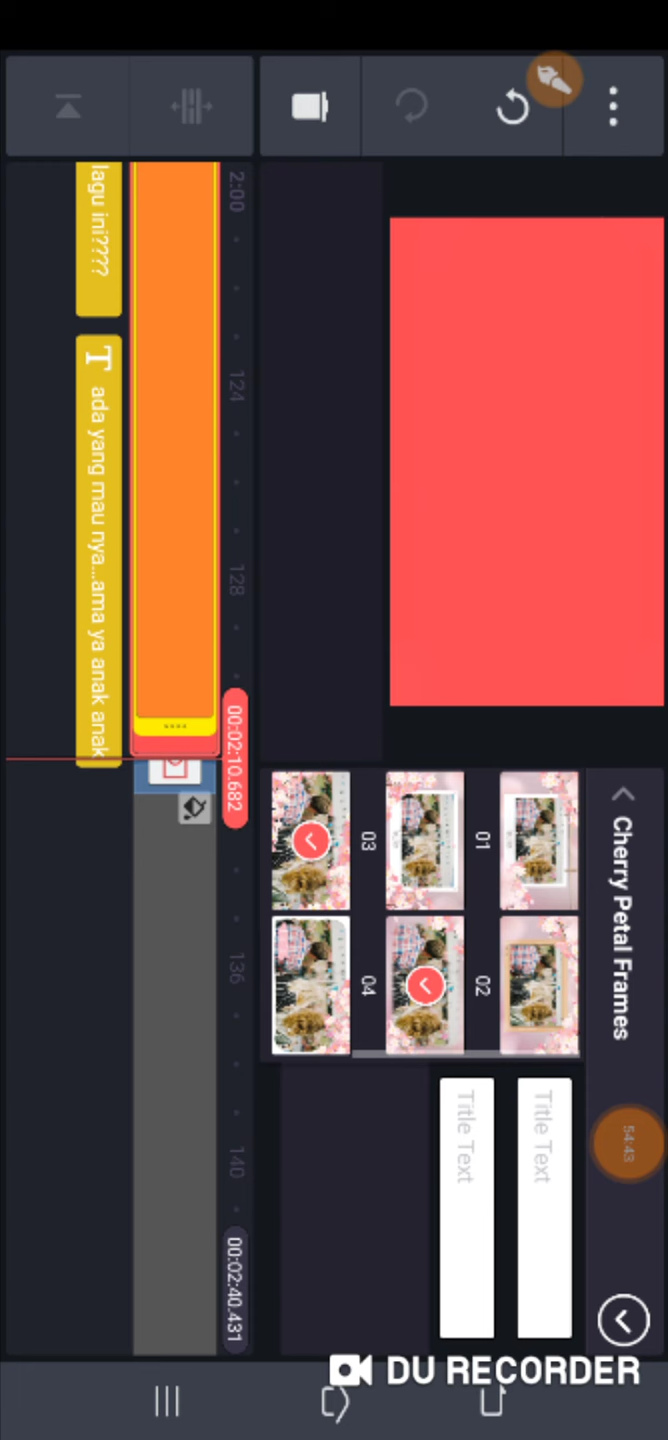 Cherry Petal Frames
01
02
03
04
Title Text
Title Text
54:43
2:00
124
128
00:02:10.682
136
140
00:02:40.431
lagu ini????
T ada yang mau nya...ama ya anak anak
DU RECORDER